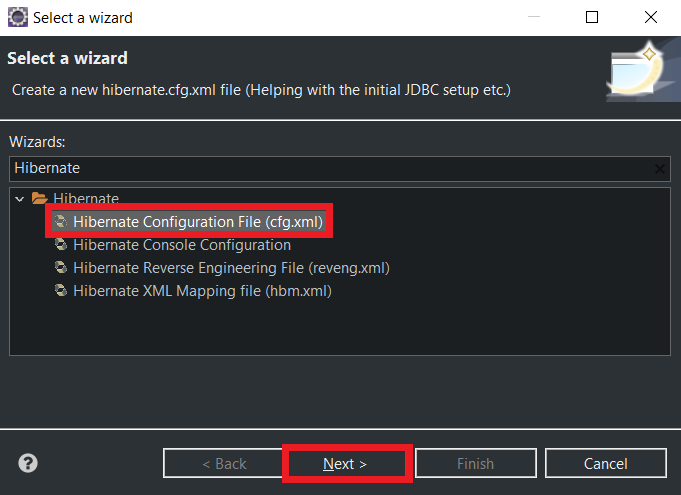 Select a wizard
Select a wizard
Create a new hibernate.cfg.xml file (Helping with the initial JDBC setup etc.)
Wizards:
Hibernate
Hibernate
Hibernate Configuration File (cfg.xml)
Hibernate Console Configuration
Hibernate Reverse Engineering File (reveng.xml)
Hibernate XML Mapping file (hbm.xml)
< Back Next > Finish Cancel